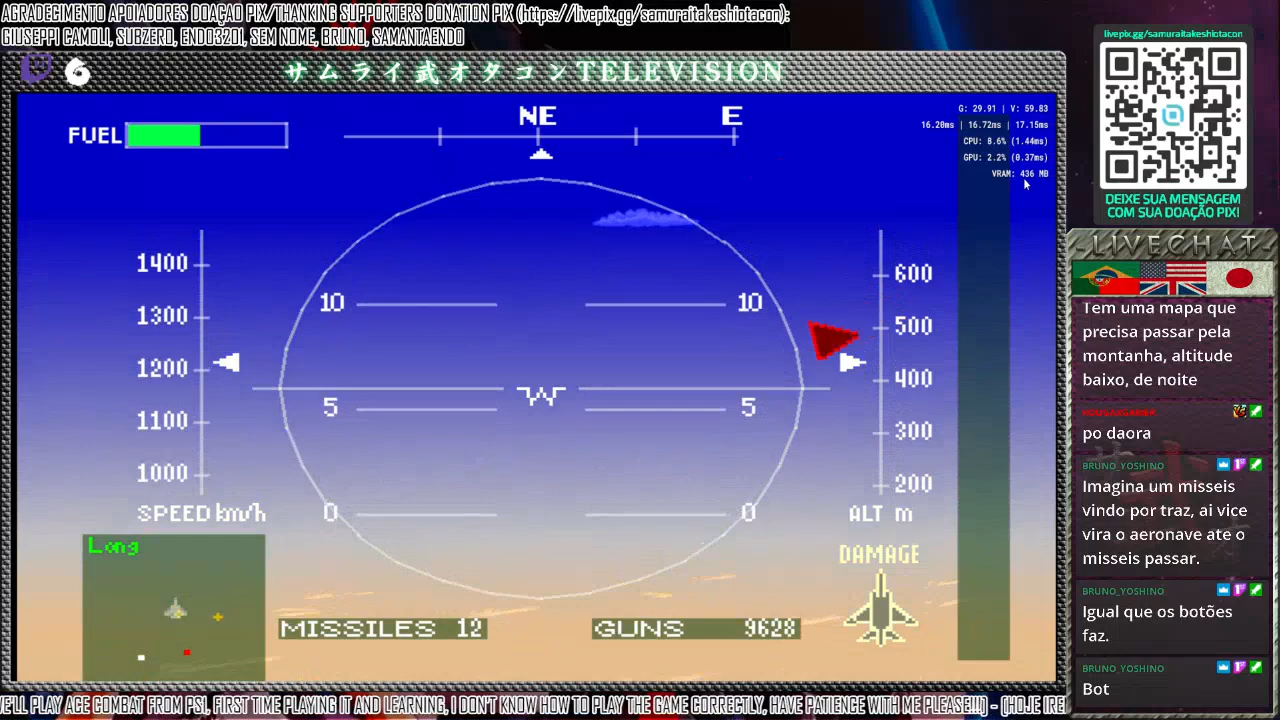 AGRADECIMENTO APOIADORES DOAÇÃO PIX/THANKING SUPPORTERS DONATION PIX (https://livepix.gg/samuraitakeshiotacon):
GIUSEPPI CAMOLI, SUBZERO, ENDO3201, SEM NOME, BRUNO, SAMANTAENDO
6
サムライ武オタコンTELEVISION
FUEL
NE
E
G: 29.91 | V: 59.83
16.20ms | 16.72ms | 17.15ms
CPU: 8.6% (1.44ms)
GPU: 2.2% (0.37ms)
VRAM: 436 MB
1400
1300
1200
1100
1000
SPEED km/h
10
10
5
5
0
0
600
500
400
300
200
ALT m
DAMAGE
Long
MISSILES 12
GUNS 9628
livepix.gg/samuraitakeshiotacon
DEIXE SUA MENSAGEM
COM SUA DOAÇÃO PIX!
-LIVECHAT-
Tem uma mapa que
precisa passar pela
montanha, altitude
baixo, de noite
po daora
BRUNO_YOSHINO
Imagina um misseis
vindo por traz, ai vice
vira o aeronave ate o
misseis passar.
BRUNO_YOSHINO
Igual que os botões
faz.
BRUNO_YOSHINO
Bot
E'LL PLAY ACE COMBAT FROM PS1, FIRST TIME PLAYING IT AND LEARNING, I DON'T KNOW HOW TO PLAY THE GAME CORRECTLY, HAVE PATIENCE WITH ME PLEASE!!!) - (HOJE IRE